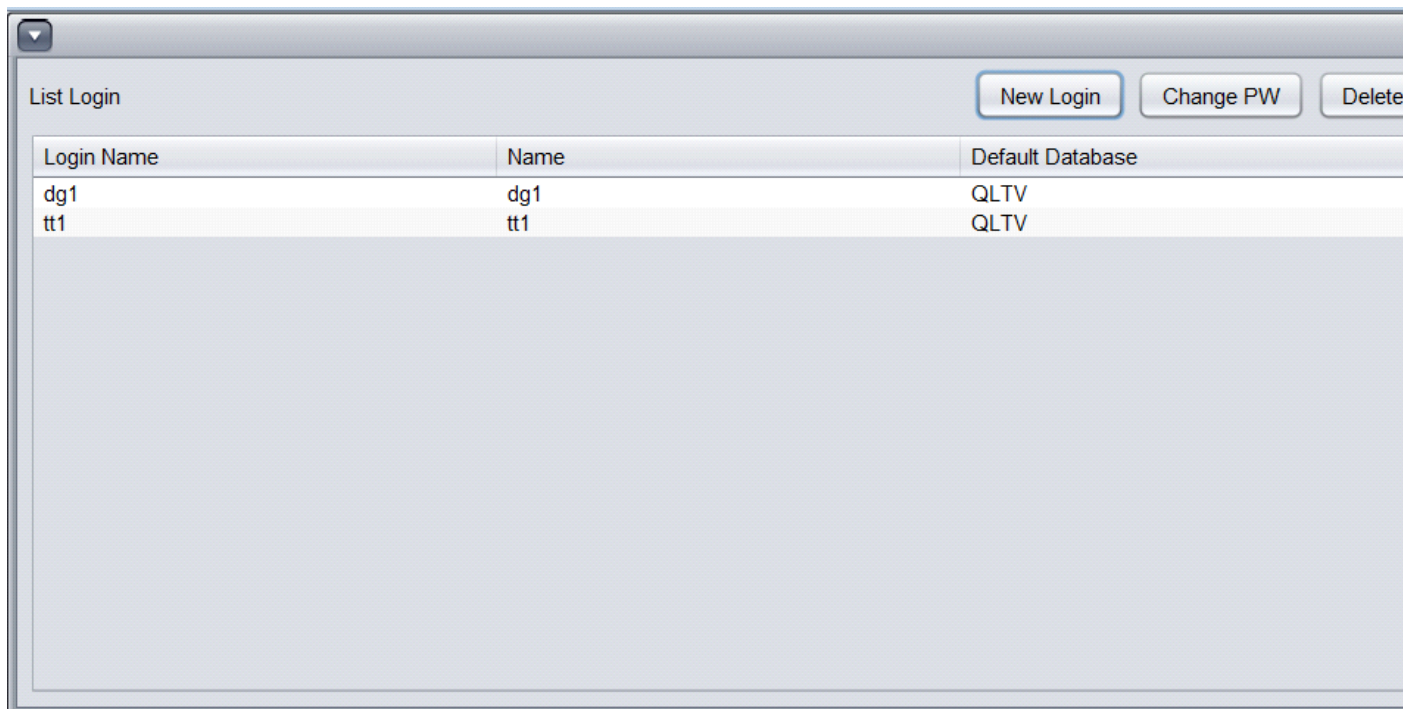 List Login New Login Change PW Delete
Login Name Name Default Database
dg1 dg1 QLTV
tt1 tt1 QLTV